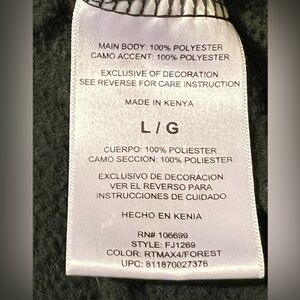 MAIN BODY: 100% POLYESTER
CAMO ACCENT: 100% POLYESTER
EXCLUSIVE OF DECORATION
SEE REVERSE FOR CARE INSTRUCTION
MADE IN KENYA
L / G
CUERPO: 100% POLIESTER
CAMO SECCION: 100% POLIESTER
EXCLUSIVO DE DECORACION
VER EL REVERSO PARA
INSTRUCCIONES DE CUIDADO
HECHO EN KENIA
RN# 106699
STYLE: FJ1269
COLOR: RTMAX4/FOREST
UPC: 811870027376